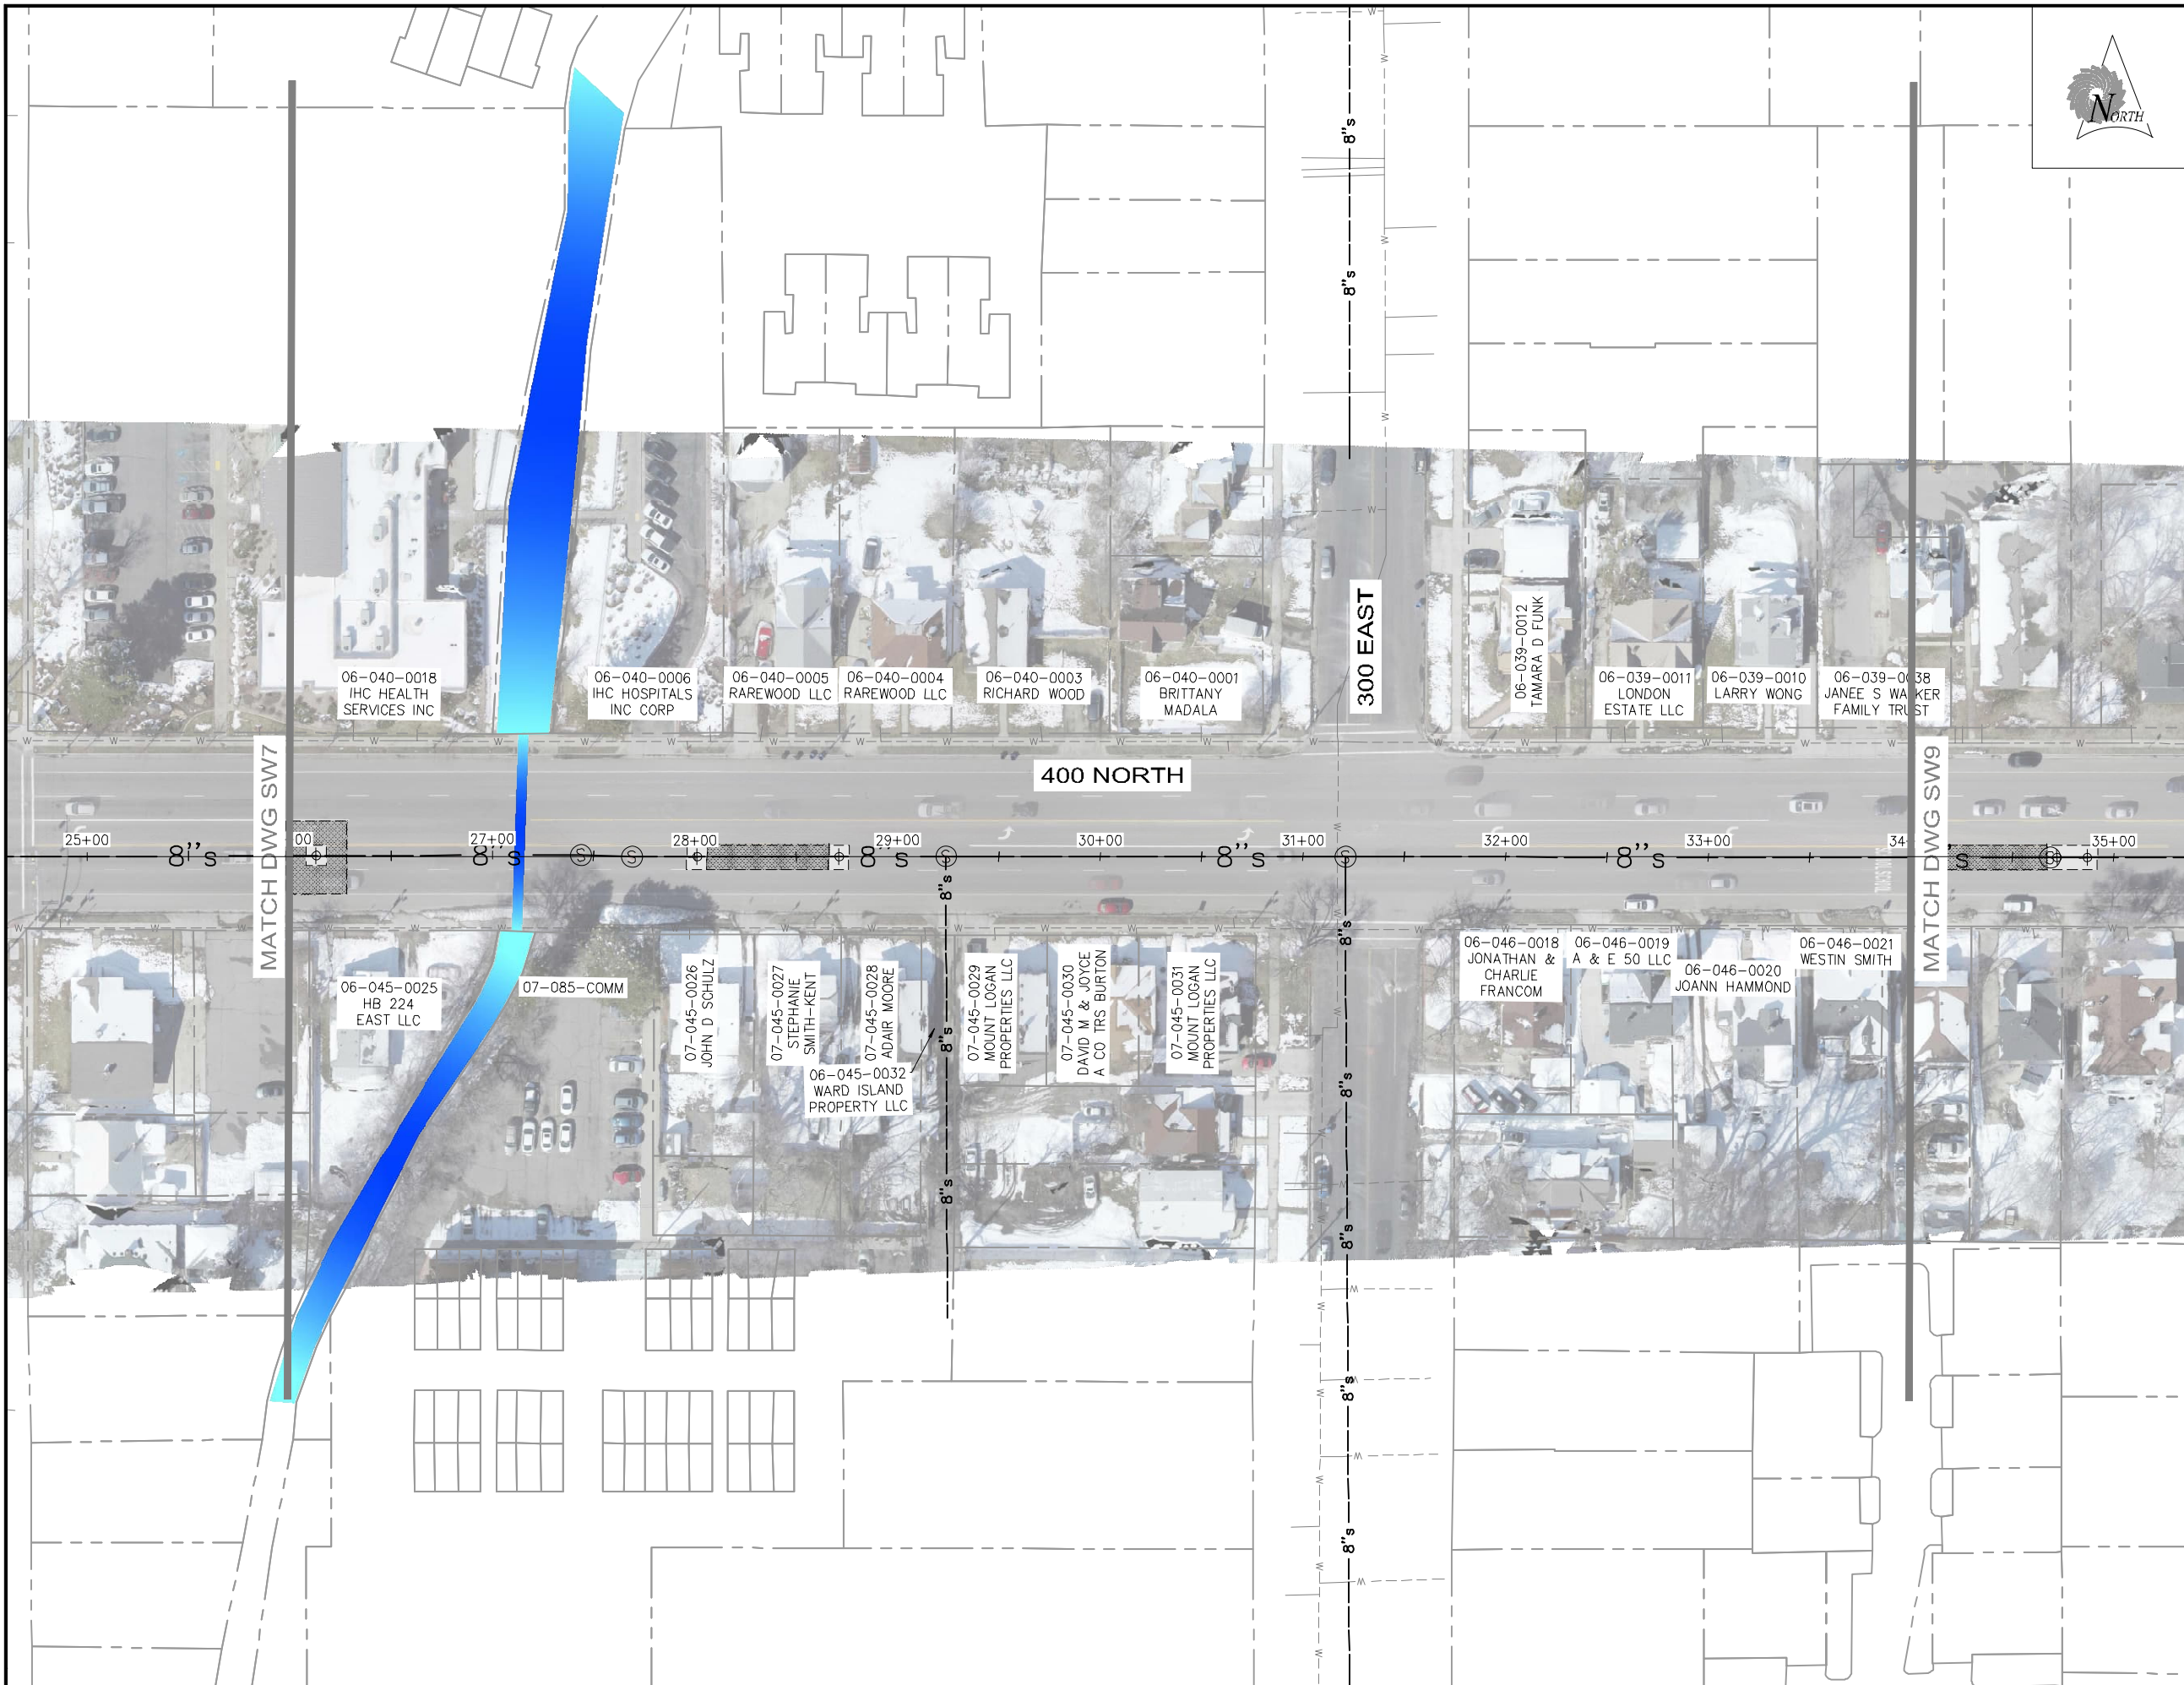 NORTH
8"s
8"s
06-040-0018
IHC HEALTH
SERVICES INC
06-040-0006
IHC HOSPITALS
INC CORP
06-040-0005
RAREWOOD LLC
06-040-0004
RAREWOOD LLC
06-040-0003
RICHARD WOOD
06-040-0001
BRITTANY
MADALA
300 EAST
06-039-0012
TAMARA D FUNK
06-039-0011
LONDON
ESTATE LLC
06-039-0010
LARRY WONG
06-039-0038
JANEE S WALKER
FAMILY TRUST
MATCH DWG SW7
400 NORTH
MATCH DWG SW9
25+00
00
27+00
28+00
29+00
30+00
31+00
32+00
33+00
34
35+00
8"S
8"S
8"S
8"S
8"S
"S
06-045-0025
HB 224
EAST LLC
07-085-COMM
07-045-0026
JOHN D SCHULZ
07-045-0027
STEPHANIE
SMITH-KENT
07-045-0028
ADAIR MOORE
06-045-0032
WARD ISLAND
PROPERTY LLC
8"s
8"s
8"s
07-045-0029
MOUNT LOGAN
PROPERTIES LLC
07-045-0030
DAVID M & JOYCE
A CO TRS BURTON
07-045-0031
MOUNT LOGAN
PROPERTIES LLC
06-046-0018
JONATHAN &
CHARLIE
FRANCOM
06-046-0019
A & E 50 LLC
06-046-0020
JOANN HAMMOND
06-046-0021
WESTIN SMITH
8"s
8"s
8"s
8"s
8"s